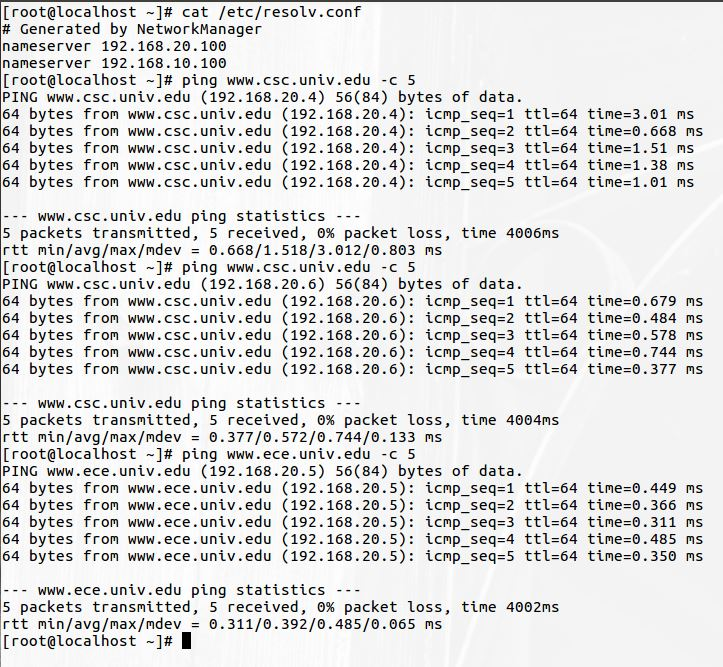 [root@localhost ~]# cat /etc/resolv.conf
# Generated by NetworkManager
nameserver 192.168.20.100
nameserver 192.168.10.100
[root@localhost ~]# ping www.csc.univ.edu -c 5
PING www.csc.univ.edu (192.168.20.4) 56(84) bytes of data.
64 bytes from www.csc.univ.edu (192.168.20.4): icmp_seq=1 ttl=64 time=3.01 ms
64 bytes from www.csc.univ.edu (192.168.20.4): icmp_seq=2 ttl=64 time=0.668 ms
64 bytes from www.csc.univ.edu (192.168.20.4): icmp_seq=3 ttl=64 time=1.51 ms
64 bytes from www.csc.univ.edu (192.168.20.4): icmp_seq=4 ttl=64 time=1.38 ms
64 bytes from www.csc.univ.edu (192.168.20.4): icmp_seq=5 ttl=64 time=1.01 ms
--- www.csc.univ.edu ping statistics ---
5 packets transmitted, 5 received, 0% packet loss, time 4006ms
rtt min/avg/max/mdev = 0.668/1.518/3.012/0.803 ms
[root@localhost ~]# ping www.csc.univ.edu -c 5
PING www.csc.univ.edu (192.168.20.6) 56(84) bytes of data.
64 bytes from www.csc.univ.edu (192.168.20.6): icmp_seq=1 ttl=64 time=0.679 ms
64 bytes from www.csc.univ.edu (192.168.20.6): icmp_seq=2 ttl=64 time=0.484 ms
64 bytes from www.csc.univ.edu (192.168.20.6): icmp_seq=3 ttl=64 time=0.578 ms
64 bytes from www.csc.univ.edu (192.168.20.6): icmp_seq=4 ttl=64 time=0.744 ms
64 bytes from www.csc.univ.edu (192.168.20.6): icmp_seq=5 ttl=64 time=0.377 ms
--- www.csc.univ.edu ping statistics ---
5 packets transmitted, 5 received, 0% packet loss, time 4004ms
rtt min/avg/max/mdev = 0.377/0.572/0.744/0.133 ms
[root@localhost ~]# ping www.ece.univ.edu -c 5
PING www.ece.univ.edu (192.168.20.5) 56(84) bytes of data.
64 bytes from www.ece.univ.edu (192.168.20.5): icmp_seq=1 ttl=64 time=0.449 ms
64 bytes from www.ece.univ.edu (192.168.20.5): icmp_seq=2 ttl=64 time=0.366 ms
64 bytes from www.ece.univ.edu (192.168.20.5): icmp_seq=3 ttl=64 time=0.311 ms
64 bytes from www.ece.univ.edu (192.168.20.5): icmp_seq=4 ttl=64 time=0.485 ms
64 bytes from www.ece.univ.edu (192.168.20.5): icmp_seq=5 ttl=64 time=0.350 ms
--- www.ece.univ.edu ping statistics ---
5 packets transmitted, 5 received, 0% packet loss, time 4002ms
rtt min/avg/max/mdev = 0.311/0.392/0.485/0.065 ms
[root@localhost ~]#